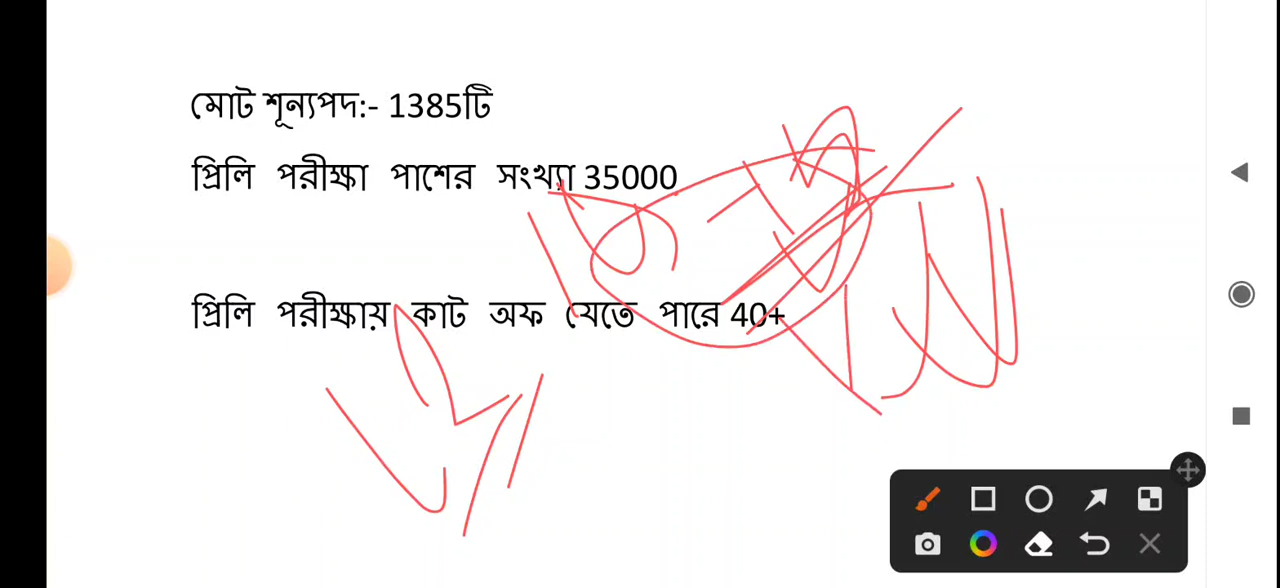 মোট শূন্যপদ:- 1385টি
প্রিলি পরীক্ষা পাশের সংখ্যা 35000
প্রিলি পরীক্ষায় কাট অফ যেতে পারে 40+